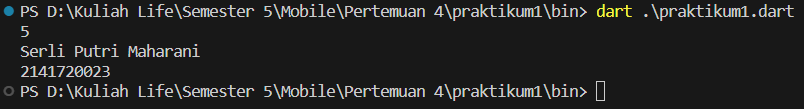 PS D:\Kuliah Life\Semester 5\Mobile\Pertemuan 4\praktikum1\bin> dart .\praktikum1.dart
5
Serli Putri Maharani
2141720023
PS D:\Kuliah Life\Semester 5\Mobile\Pertemuan 4\praktikum1\bin>